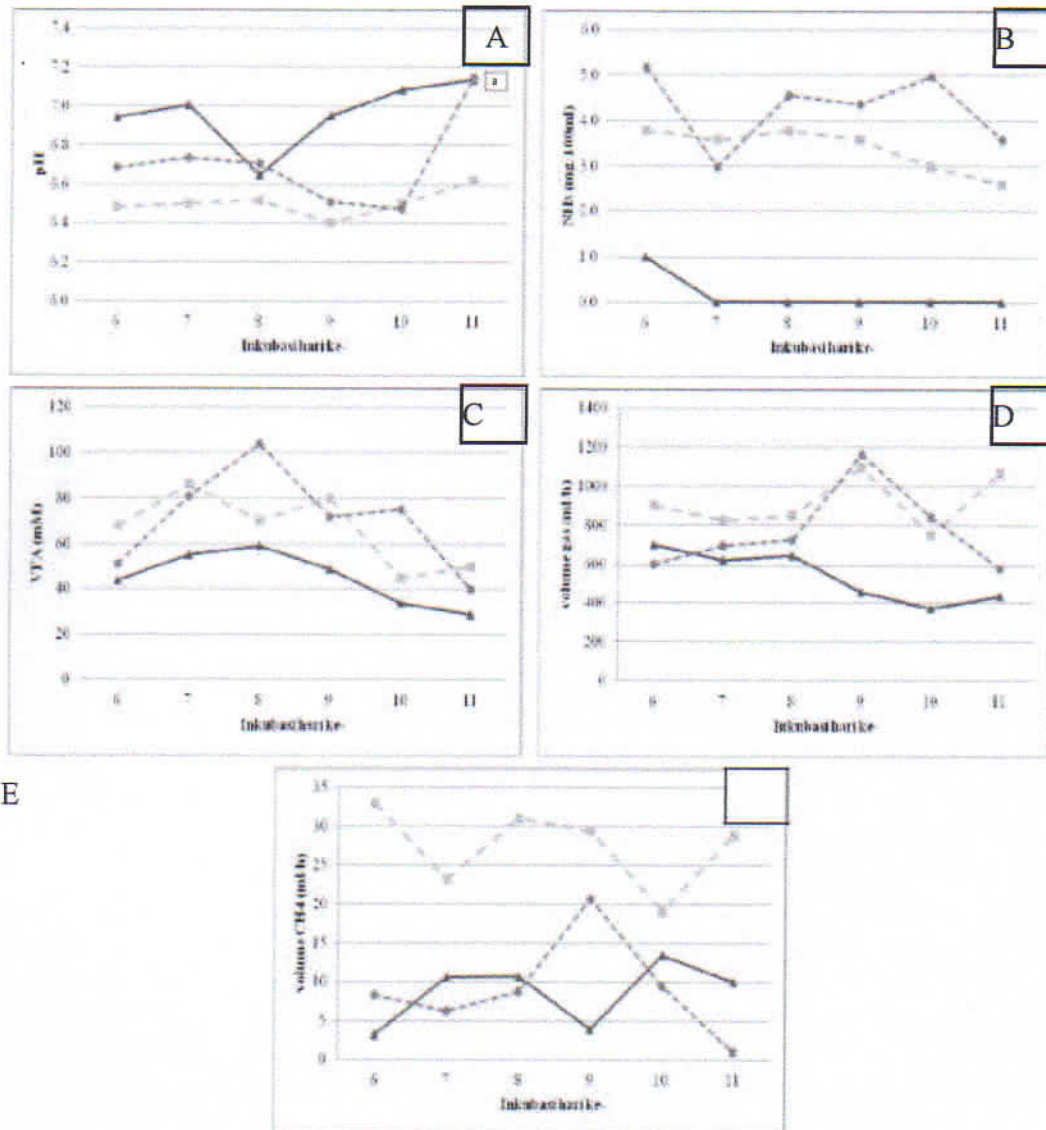 A
7.4
7.2
7.0
6.8
6.6
6.4
6.2
6.0
pH
a
6 7 8 9 10 11
Inkubasiharike-
B
6.0
5.0
4.0
3.0
2.0
1.0
0.0
6 7 8 9 10 11
Inkubasiharike-
C
120
100
80
60
40
20
0
VFA (mM)
6 7 8 9 10 11
Inkubasiharike-
D
1400
1200
1000
800
600
400
200
0
volume gas (ml/h)
6 7 8 9 10 11
Inkubasiharike-
E
35
30
25
20
15
10
5
0
volume CH4 (ml/h)
6 7 8 9 10 11
Inkubasiharike-